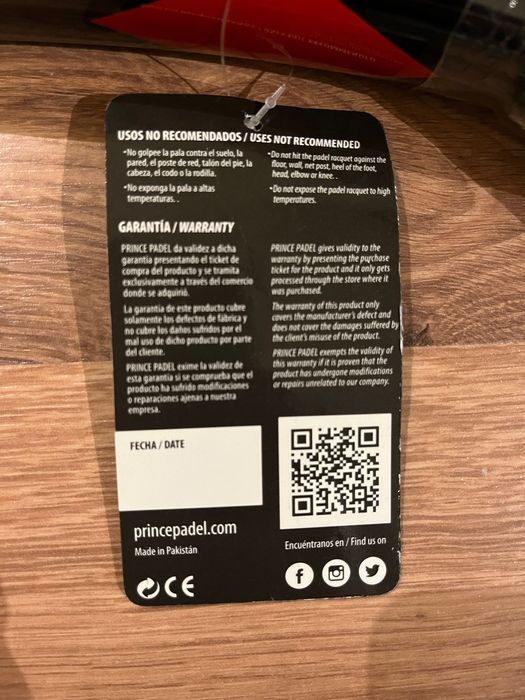 USOS NO RECOMENDADOS / USES NOT RECOMMENDED
•No golpee la pala contra el suelo, la
pared, el poste de red, talón del pie, la
cabeza, el codo o la rodilla.
•No exponga la pala a altas
temperaturas. .
•Do not hit the padel racquet against the
floor, wall, net post, heel of the foot,
head, elbow or knee. .
•Do not expose the padel racquet to high
temperatures.
GARANTÍA / WARRANTY
PRINCE PADEL da validez a dicha
garantía presentando el ticket de
compra del producto y se tramita
exclusivamente a través del comercio
donde se adquirió.
La garantía de este producto cubre
solamente los defectos de fábrica y
no cubre los daños sufridos por el
mal uso de dicho producto por parte
del cliente.
PRINCE PADEL exime la validez de
esta garantía si se comprueba que el
producto ha sufrido modificaciones
o reparaciones ajenas a nuestra
empresa.
PRINCE PADEL gives validity to the
warranty by presenting the purchase
ticket for the product and it only gets
processed through the store where it
was purchased.
The warranty of this product only
covers the manufacturer's defect and
does not cover the damages suffered by
the client's misuse of the product.
PRINCE PADEL exempts the validity of
this warranty if it is proven that the
product has undergone modifications
or repairs unrelated to our company.
FECHA / DATE
princepadel.com
Made in Pakistán
Encuéntranos en / Find us on
CE